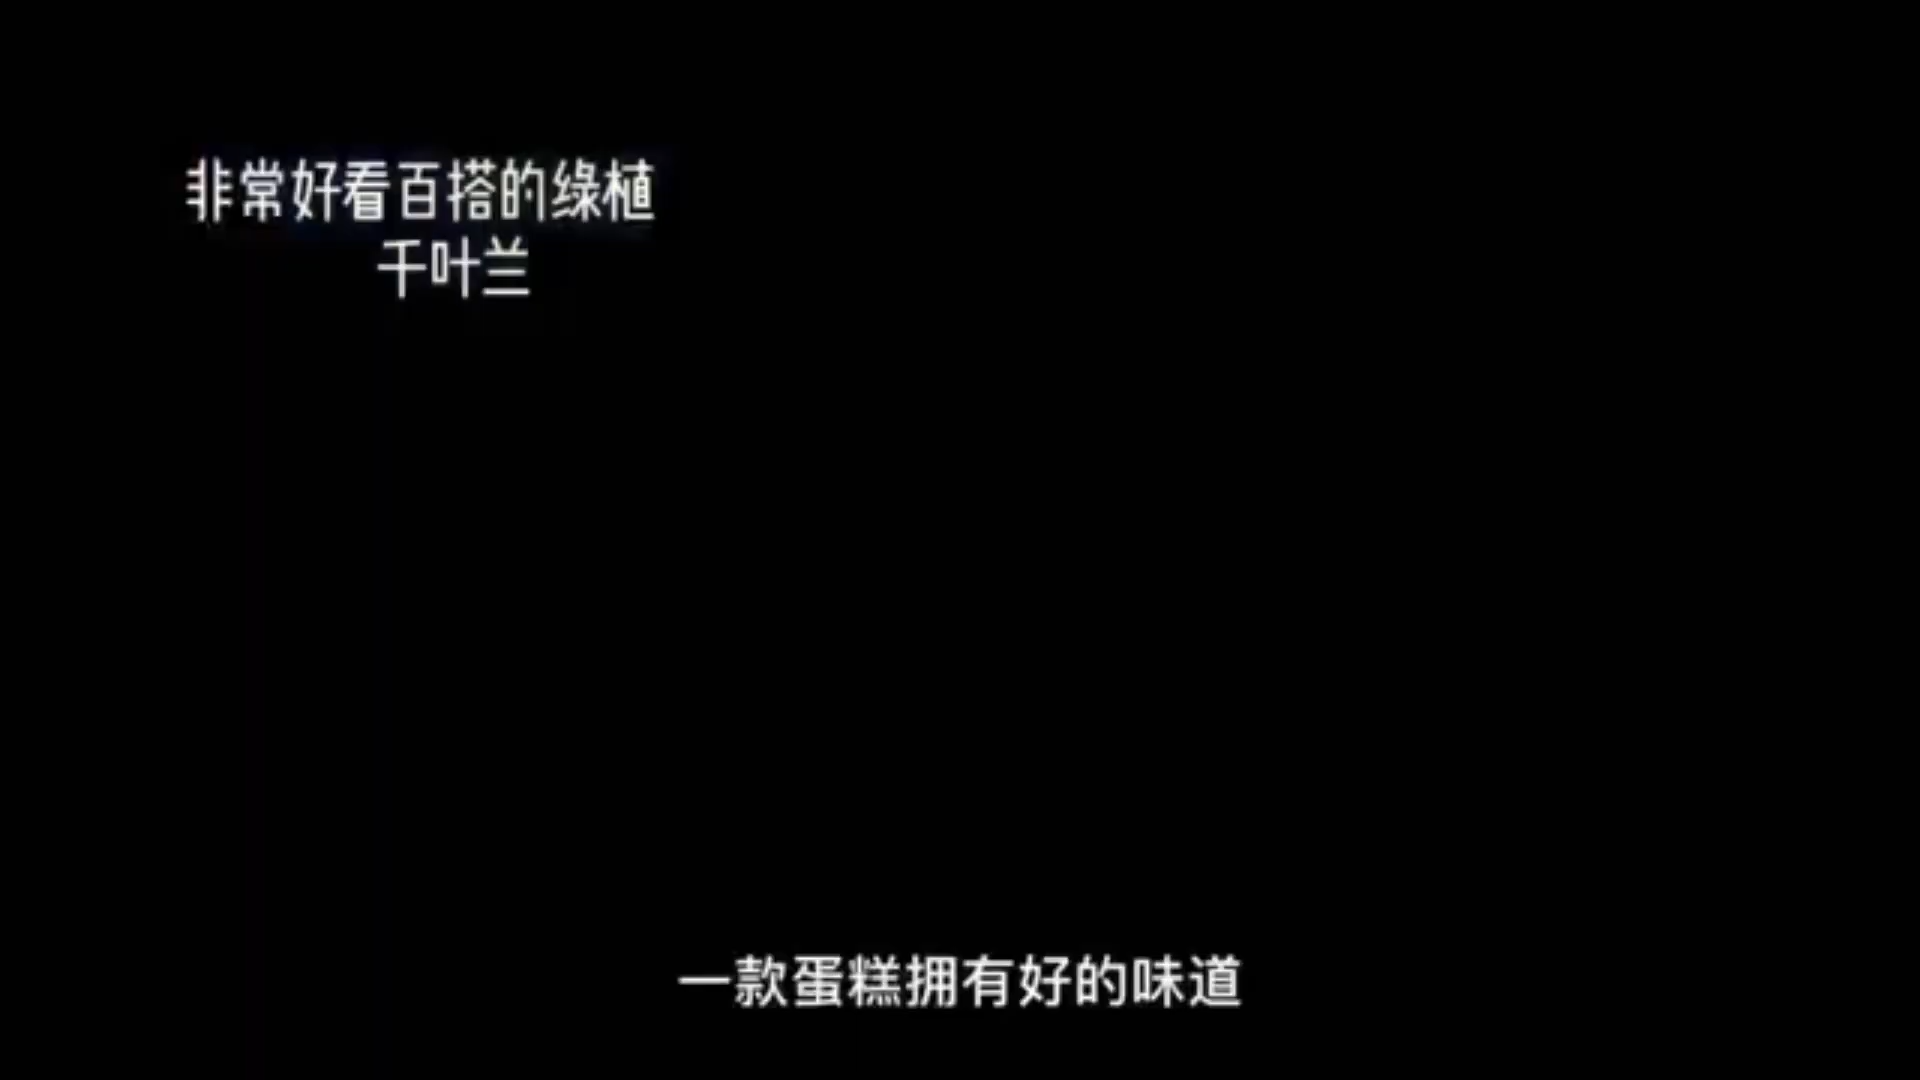 非常好看百搭的绿植
千叶兰
一款蛋糕拥有好的味道